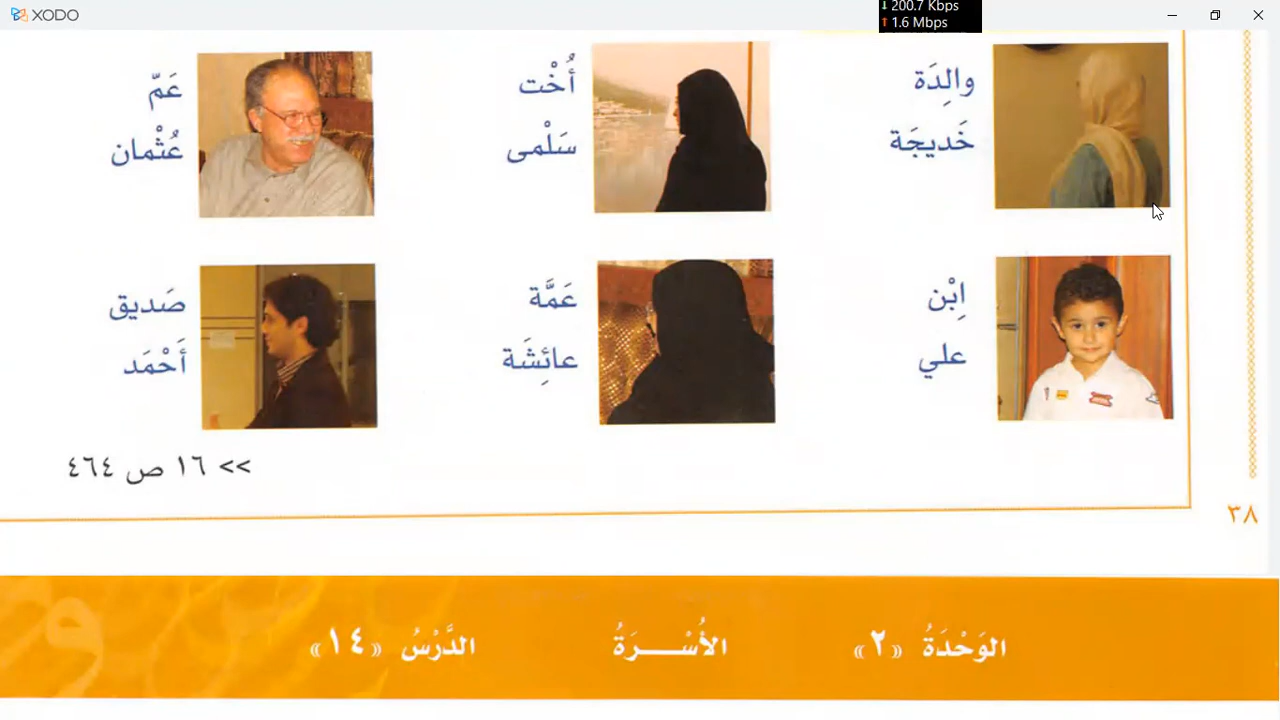 XODO
↓ 200.7 Kbps
↑ 1.6 Mbps
والِدَة
خَديجَة
أُخْت
سَلْمى
عَمّ
عُثْمان
اِبْن
علي
عَمَّة
عائِشَة
صَديق
أَحْمَد
>> ١٦ ص ٤٦٤
٣٨
الوَحْدَةُ «٢» الأُسْـــرَةُ الدَّرْسُ «١٤»